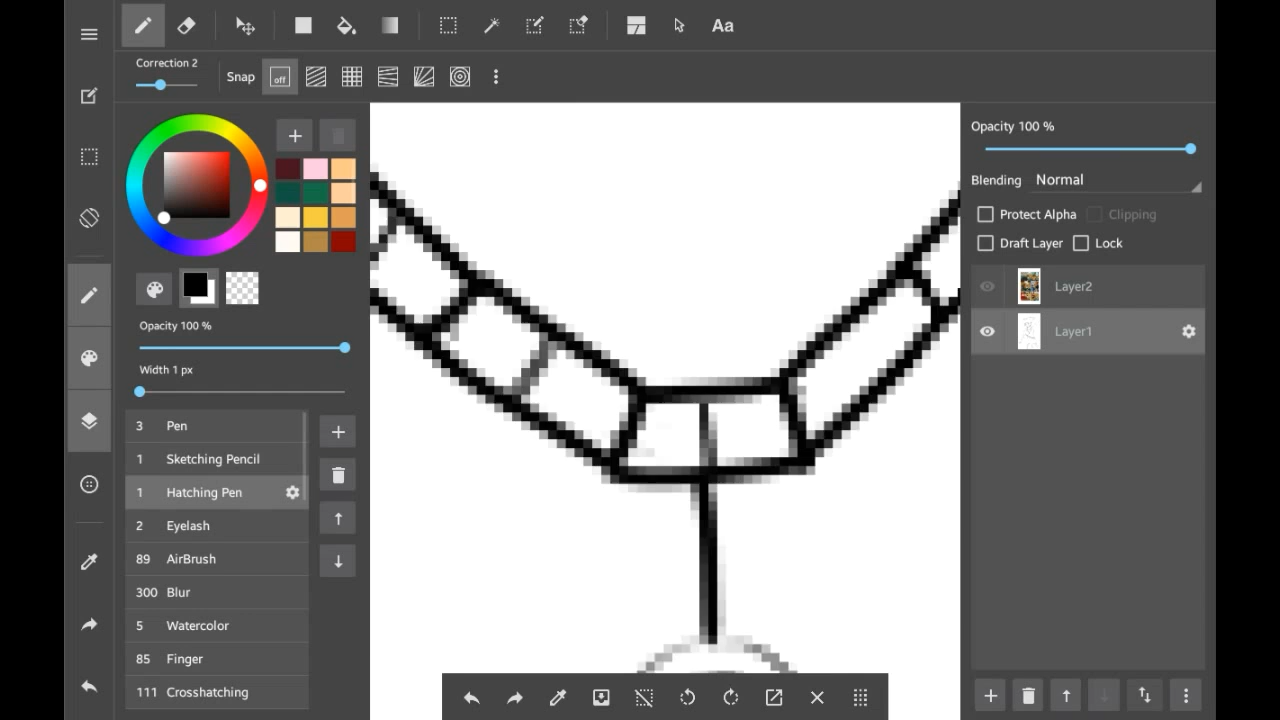 Aa
Correction 2
Snap
off
Opacity 100 %
Width 1 px
3 Pen
1 Sketching Pencil
1 Hatching Pen
2 Eyelash
89 AirBrush
300 Blur
5 Watercolor
85 Finger
111 Crosshatching
Opacity 100 %
Blending Normal
Protect Alpha Clipping
Draft Layer Lock
Layer2
Layer1